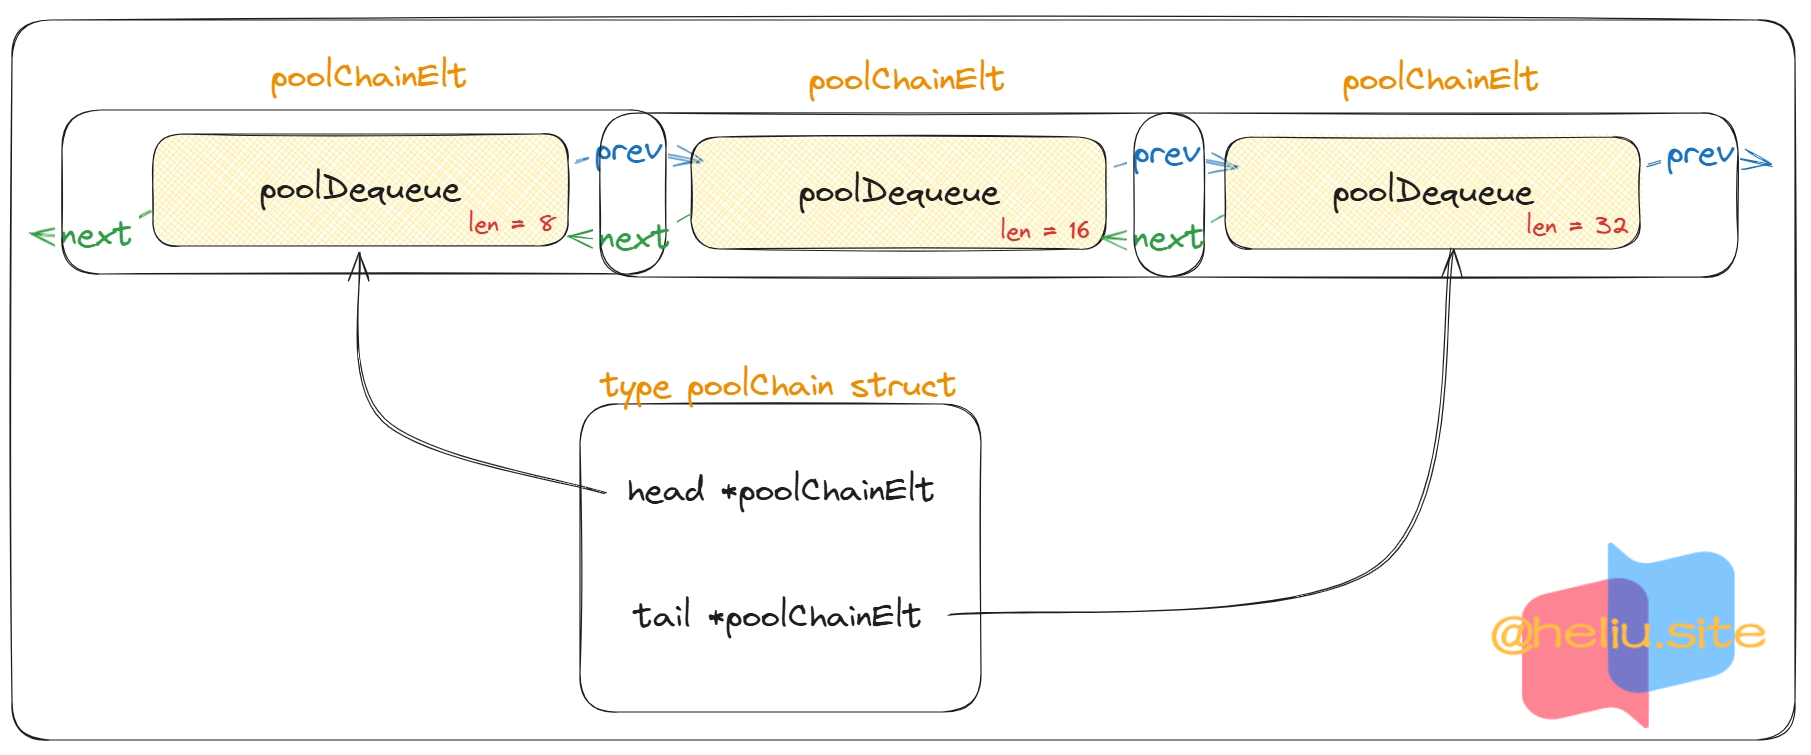 poolChainElt
poolChainElt
poolChainElt
poolDequeue
len = 8
prev
next
next
poolDequeue
len = 16
prev
next
poolDequeue
len = 32
prev
type poolChain struct
head *poolChainElt
tail *poolChainElt
@heliu.site